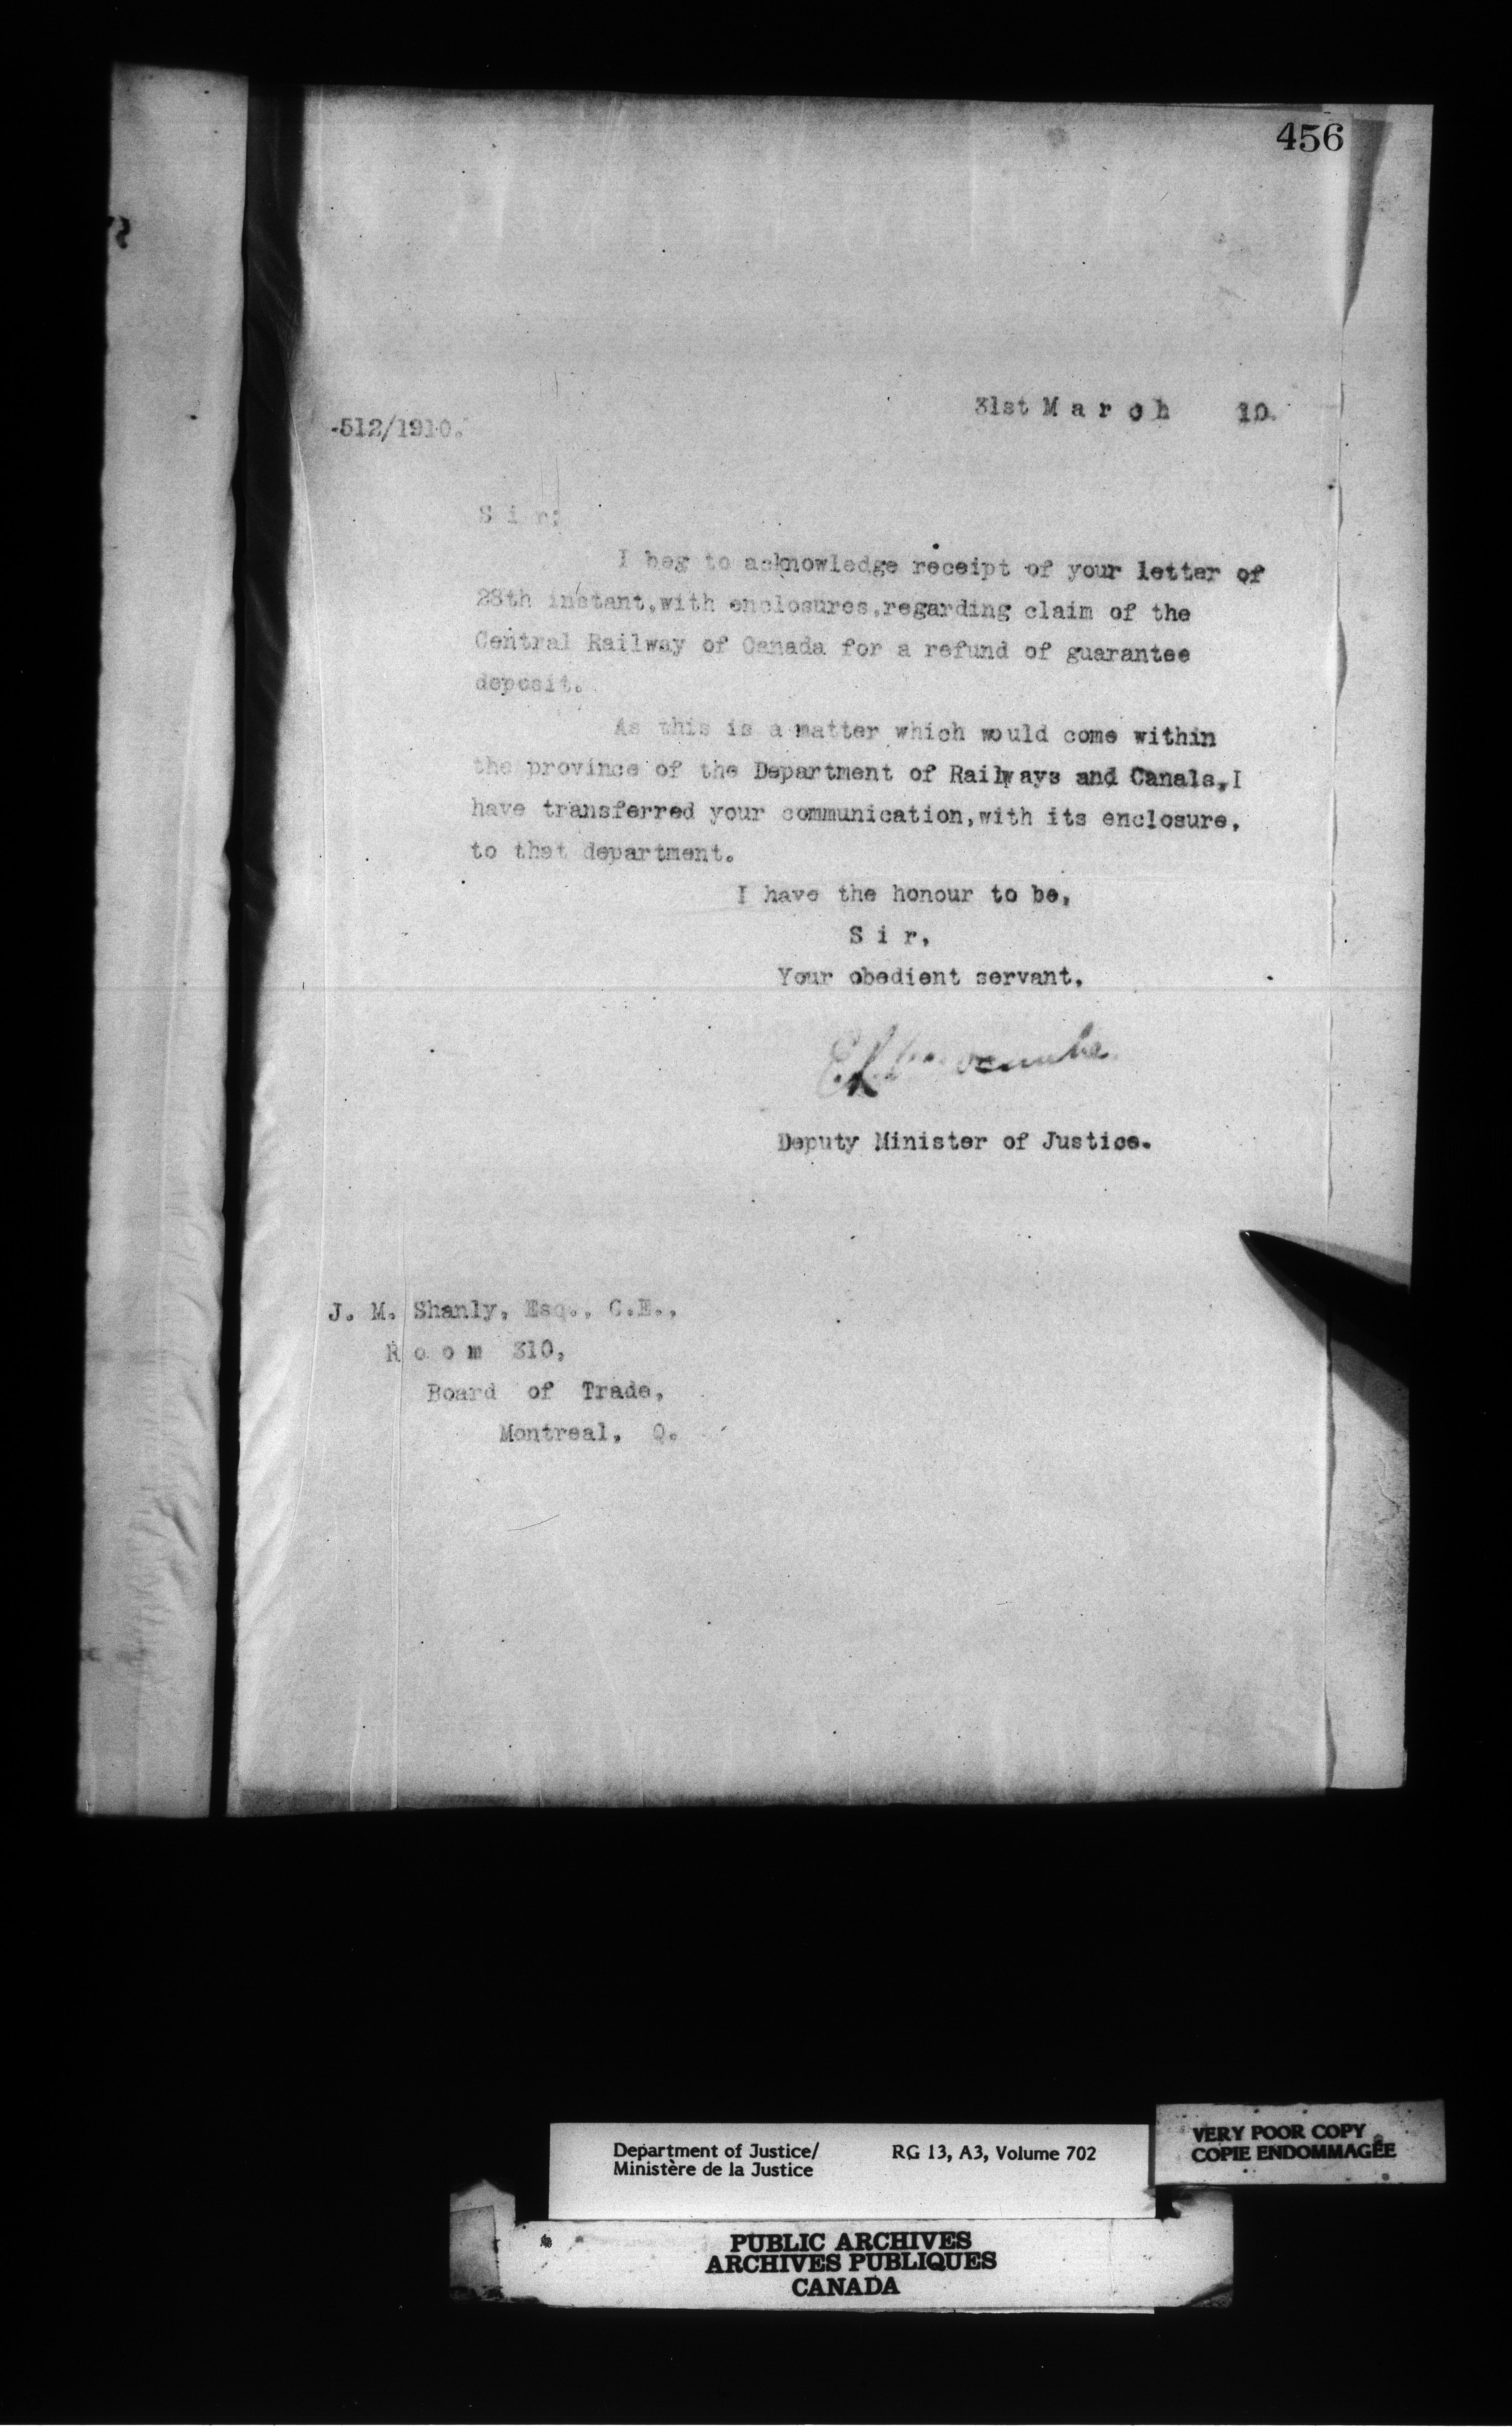 456
31st M a r c h 10.
-512/1910.
S i r:
I beg to acknowledge receipt of your letter of
28th instant, with enclosures, regarding claim of the
Central Railway of Canada for a refund of guarantee
deposit.
As this is a matter which would come within
the province of the Department of Railways and Canals, I
have transferred your communication, with its enclosure,
to that department.
I have the honour to be,
S i r,
Your obedient servant,
Deputy Minister of Justice.
J. M. Shanly, Esq., C.E.,
R o o m 310,
Board of Trade,
Montreal, Q.
Department of Justice/
Ministère de la Justice
RG 13, A3, Volume 702
VERY POOR COPY
COPIE ENDOMMAGÉE
PUBLIC ARCHIVES
ARCHIVES PUBLIQUES
CANADA